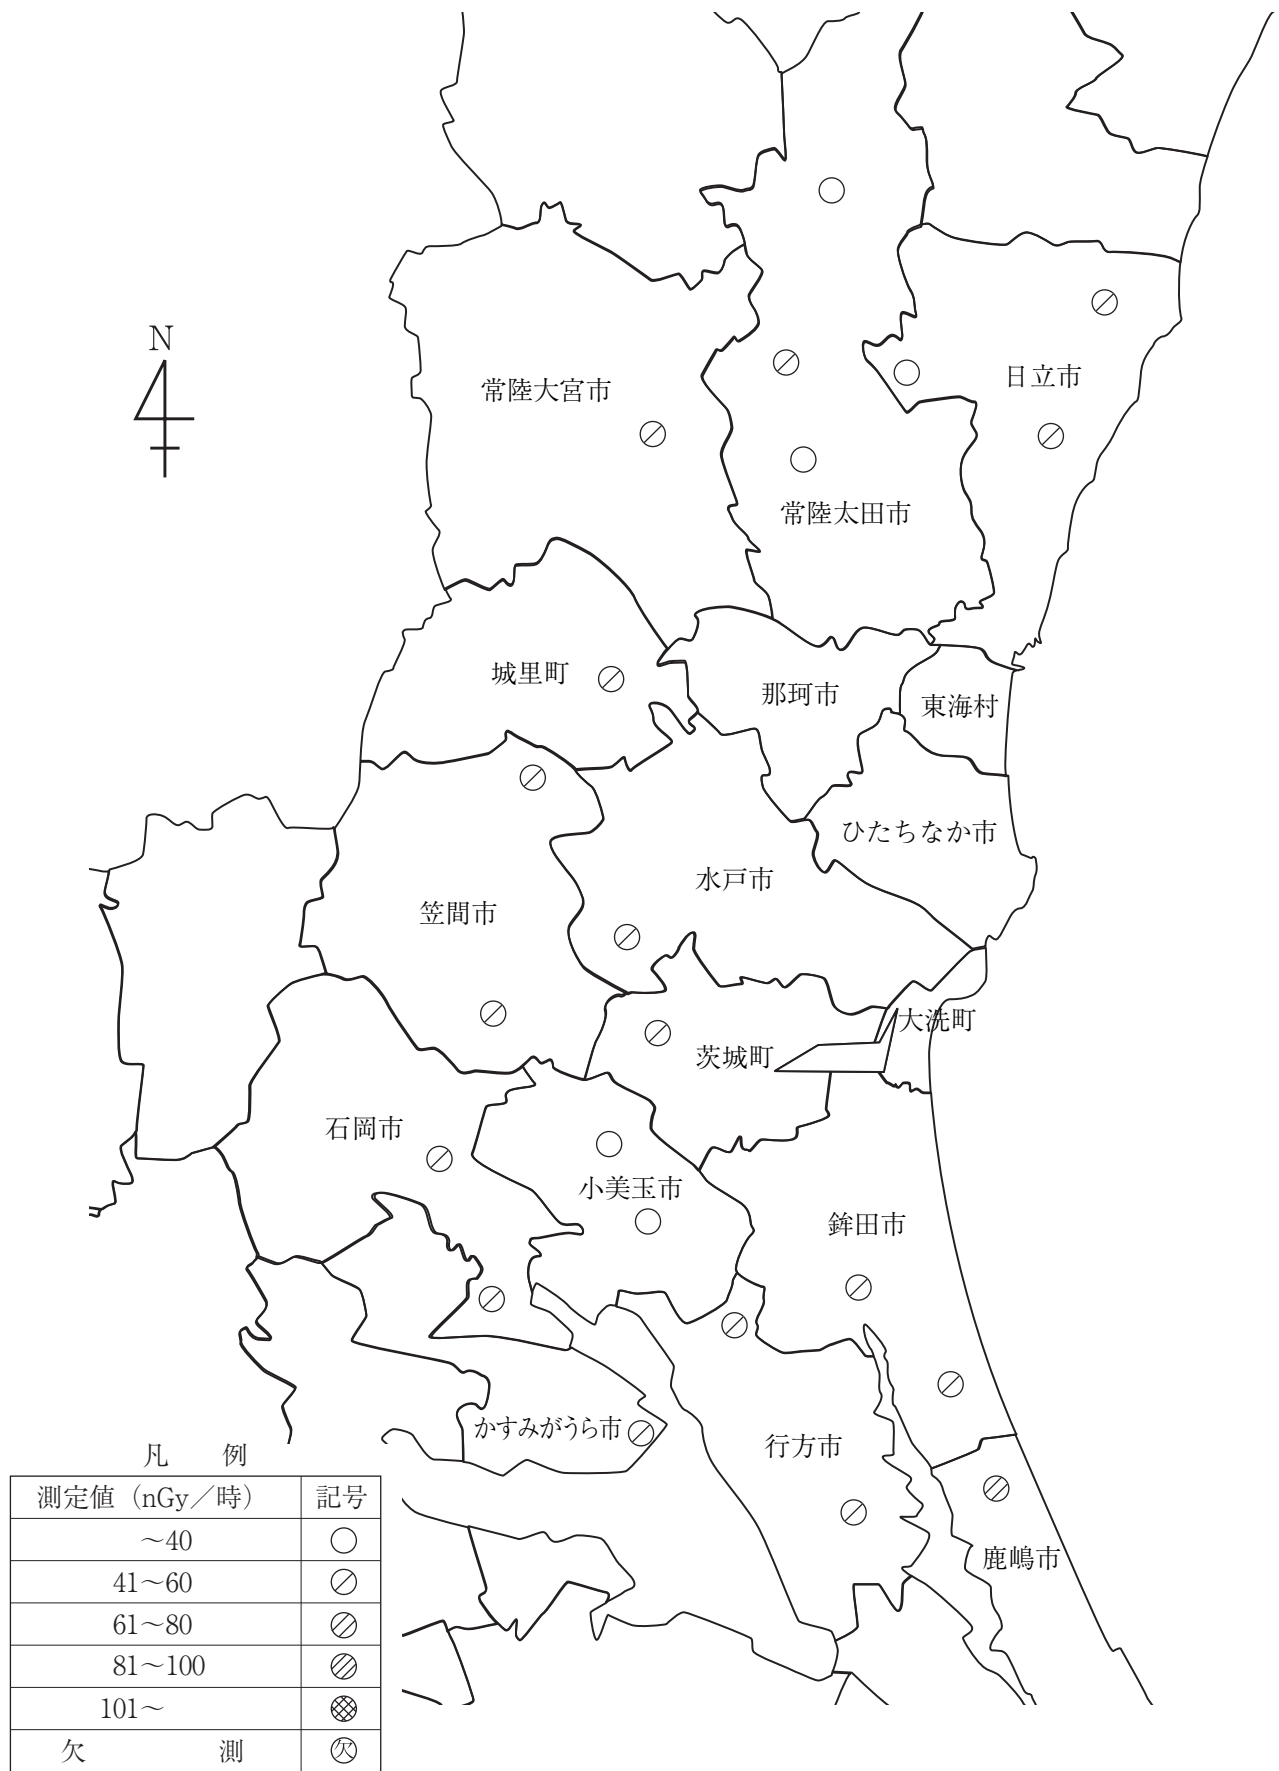 N
常陸大宮市
日立市
常陸太田市
城里町
那珂市
東海村
ひたちなか市
水戸市
笠間市
大洗町
茨城町
石岡市
小美玉市
鉾田市
かすみがうら市
行方市
鹿嶋市
凡 例
測定値(nGy/時) 記号
~40
41~60
61~80
81~100
101~
欠 測 欠